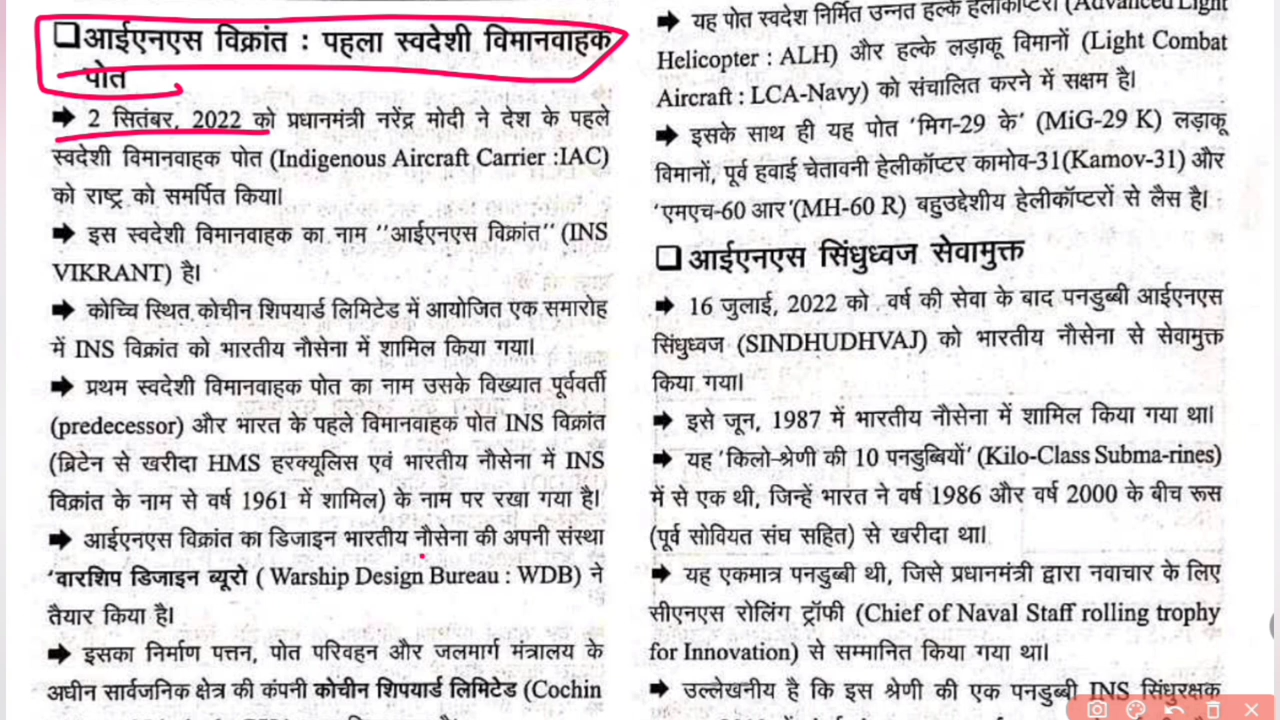 ❑आईएनएस विक्रांत : पहला स्वदेशी विमानवाहक
पोत
➡ 2 सितंबर, 2022 को प्रधानमंत्री नरेंद्र मोदी ने देश के पहले
स्वदेशी विमानवाहक पोत (Indigenous Aircraft Carrier :IAC)
को राष्ट्र को समर्पित किया।
➡ इस स्वदेशी विमानवाहक का नाम ''आईएनएस विक्रांत'' (INS
VIKRANT) है।
➡ कोच्चि स्थित कोचीन शिपयार्ड लिमिटेड में आयोजित एक समारोह
में INS विक्रांत को भारतीय नौसेना में शामिल किया गया।
➡ प्रथम स्वदेशी विमानवाहक पोत का नाम उसके विख्यात पूर्ववर्ती
(predecessor) और भारत के पहले विमानवाहक पोत INS विक्रांत
(ब्रिटेन से खरीदा HMS हरक्यूलिस एवं भारतीय नौसेना में INS
विक्रांत के नाम से वर्ष 1961 में शामिल) के नाम पर रखा गया है।
➡ आईएनएस विक्रांत का डिजाइन भारतीय नौसेना की अपनी संस्था
'वारशिप डिजाइन ब्यूरो ( Warship Design Bureau : WDB) ने
तैयार किया है।
➡ इसका निर्माण पत्तन, पोत परिवहन और जलमार्ग मंत्रालय के
अधीन सार्वजनिक क्षेत्र की कंपनी कोचीन शिपयार्ड लिमिटेड (Cochin
➡ यह पोत स्वदेश निर्मित उन्नत हल्के हेलीकॉप्टरों (Advanced Light
Helicopter : ALH) और हल्के लड़ाकू विमानों (Light Combat
Aircraft : LCA-Navy) को संचालित करने में सक्षम है।
➡ इसके साथ ही यह पोत 'मिग-29 के' (MiG-29 K) लड़ाकू
विमानों, पूर्व हवाई चेतावनी हेलीकॉप्टर कामोव-31(Kamov-31) और
'एमएच-60 आर'(MH-60 R) बहुउद्देशीय हेलीकॉप्टरों से लैस है।
❑ आईएनएस सिंधुध्वज सेवामुक्त
➡ 16 जुलाई, 2022 को वर्ष की सेवा के बाद पनडुब्बी आईएनएस
सिंधुध्वज (SINDHUDHVAJ) को भारतीय नौसेना से सेवामुक्त
किया गया।
➡ इसे जून, 1987 में भारतीय नौसेना में शामिल किया गया था।
➡ यह 'किलो-श्रेणी की 10 पनडुब्बियों' (Kilo-Class Subma-rines)
में से एक थी, जिन्हें भारत ने वर्ष 1986 और वर्ष 2000 के बीच रूस
(पूर्व सोवियत संघ सहित) से खरीदा था।
➡ यह एकमात्र पनडुब्बी थी, जिसे प्रधानमंत्री द्वारा नवाचार के लिए
सीएनएस रोलिंग ट्रॉफी (Chief of Naval Staff rolling trophy
for Innovation) से सम्मानित किया गया था।
➡ उल्लेखनीय है कि इस श्रेणी की एक पनडुब्बी INS सिंधुरक्षक